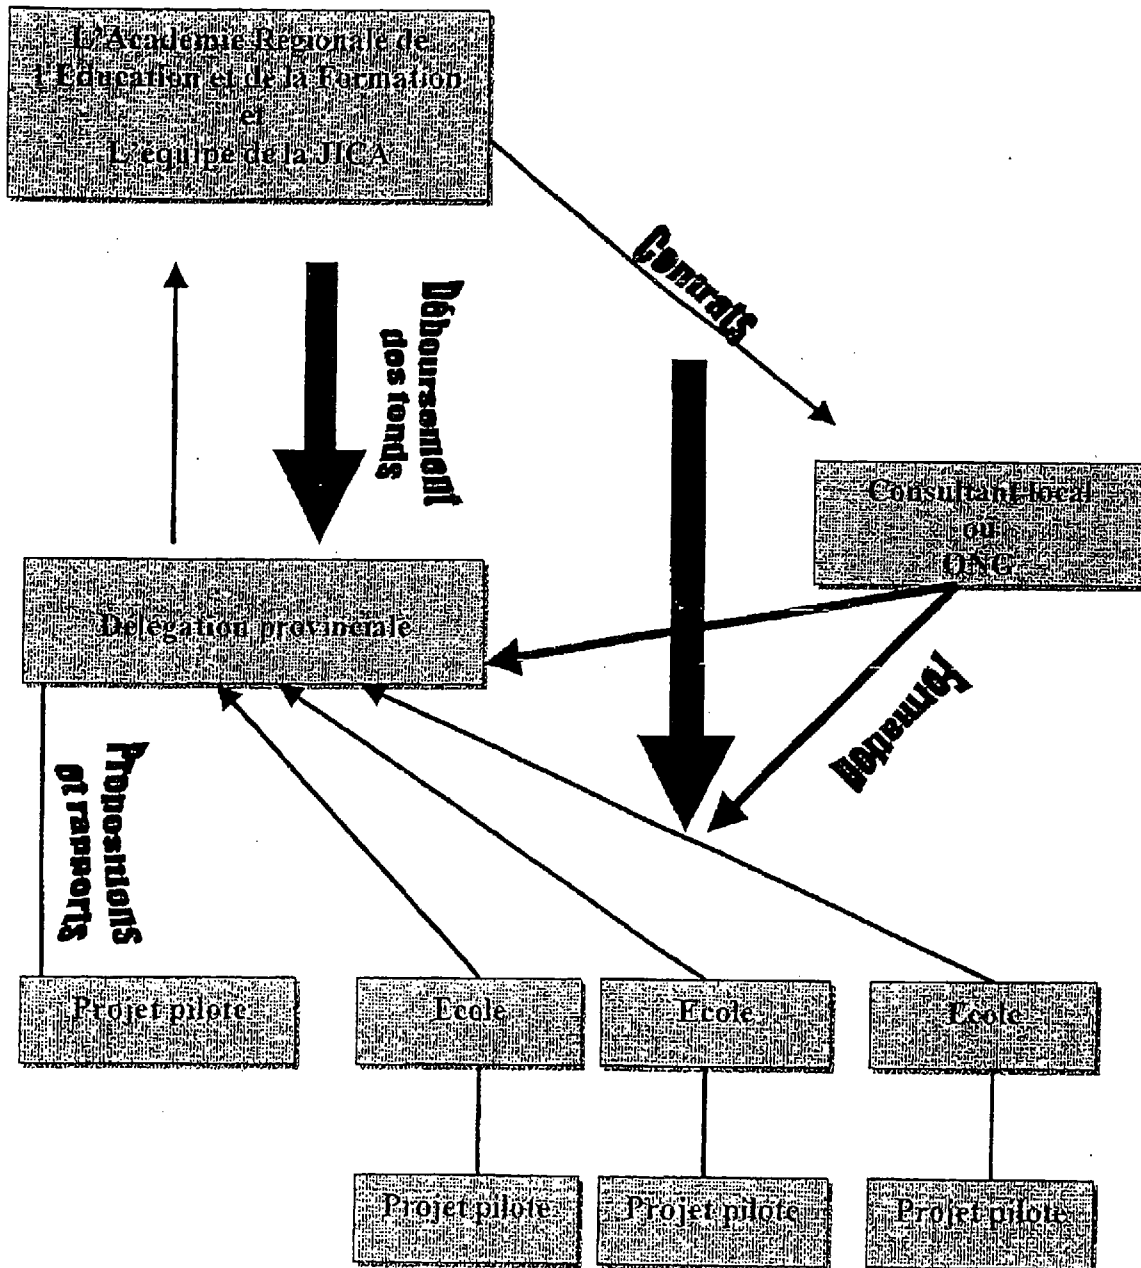 L'Académie Régionale de
l'Education et de la Formation
et
L'équipe de la JICA
Contrats
Déboursement
des fonds
Consultant local
ou
ONG
Délégation provinciale
Formation
Propositions
et rapports
Projet pilote
Ecole
Ecole
Ecole
Projet pilote
Projet pilote
Projet pilote